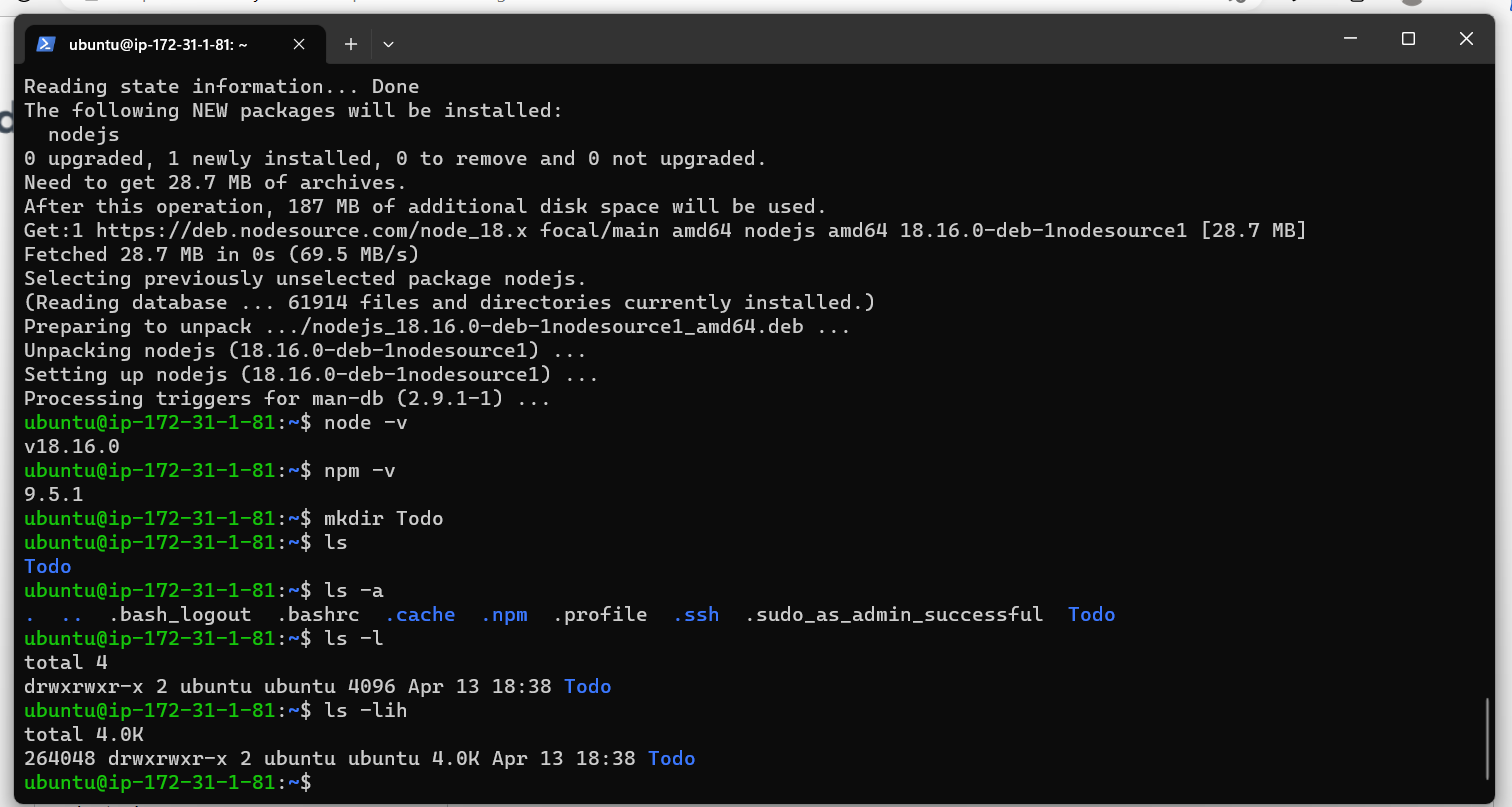 ubuntu@ip-172-31-1-81: ~
Reading state information... Done
The following NEW packages will be installed:
  nodejs
0 upgraded, 1 newly installed, 0 to remove and 0 not upgraded.
Need to get 28.7 MB of archives.
After this operation, 187 MB of additional disk space will be used.
Get:1 https://deb.nodesource.com/node_18.x focal/main amd64 nodejs amd64 18.16.0-deb-1nodesource1 [28.7 MB]
Fetched 28.7 MB in 0s (69.5 MB/s)
Selecting previously unselected package nodejs.
(Reading database ... 61914 files and directories currently installed.)
Preparing to unpack .../nodejs_18.16.0-deb-1nodesource1_amd64.deb ...
Unpacking nodejs (18.16.0-deb-1nodesource1) ...
Setting up nodejs (18.16.0-deb-1nodesource1) ...
Processing triggers for man-db (2.9.1-1) ...
ubuntu@ip-172-31-1-81:~$ node -v
v18.16.0
ubuntu@ip-172-31-1-81:~$ npm -v
9.5.1
ubuntu@ip-172-31-1-81:~$ mkdir Todo
ubuntu@ip-172-31-1-81:~$ ls
Todo
ubuntu@ip-172-31-1-81:~$ ls -a
.  ..  .bash_logout  .bashrc  .cache  .npm  .profile  .ssh  .sudo_as_admin_successful  Todo
ubuntu@ip-172-31-1-81:~$ ls -l
total 4
drwxrwxr-x 2 ubuntu ubuntu 4096 Apr 13 18:38 Todo
ubuntu@ip-172-31-1-81:~$ ls -lih
total 4.0K
264048 drwxrwxr-x 2 ubuntu ubuntu 4.0K Apr 13 18:38 Todo
ubuntu@ip-172-31-1-81:~$